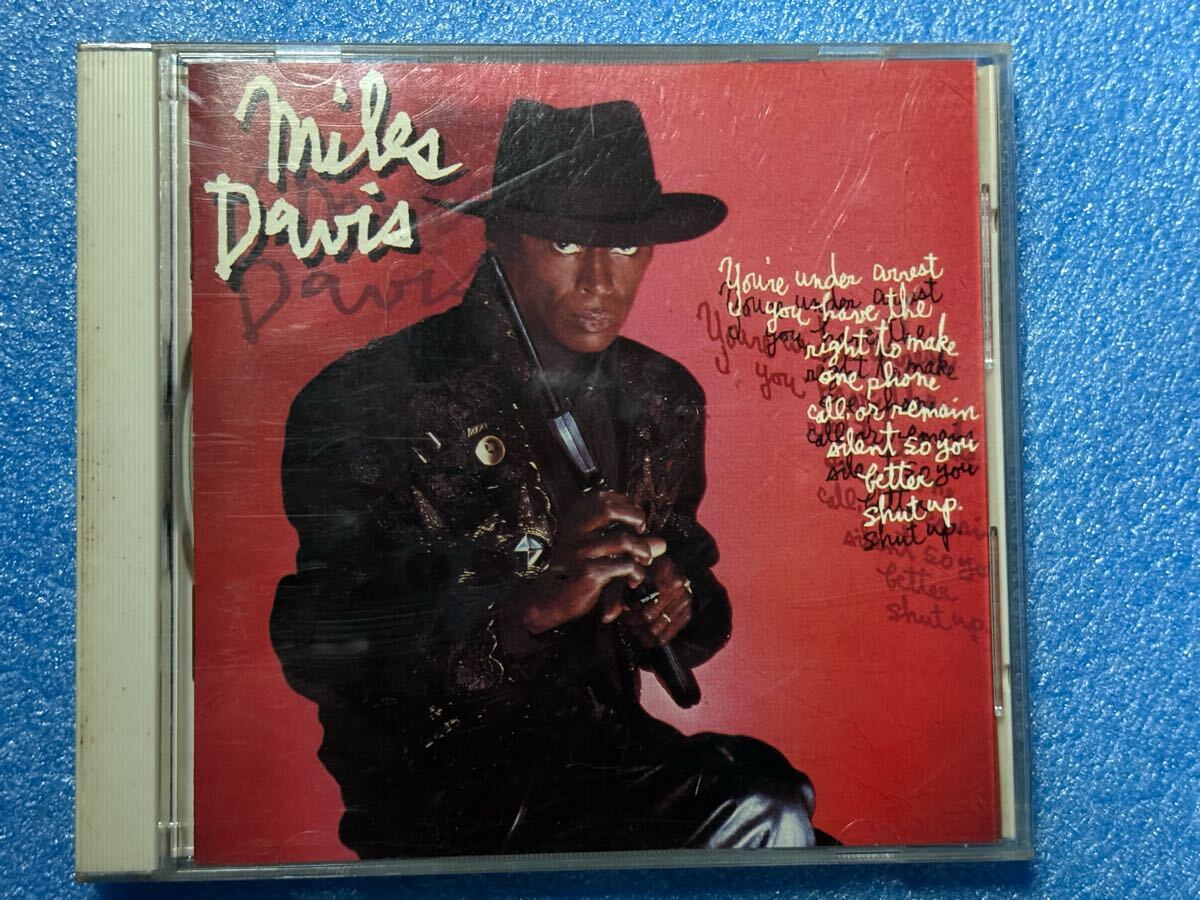 Miles
Davis
You're under arrest
you have the
right to make
one phone
call, or remain
silent so you
better
shut up.